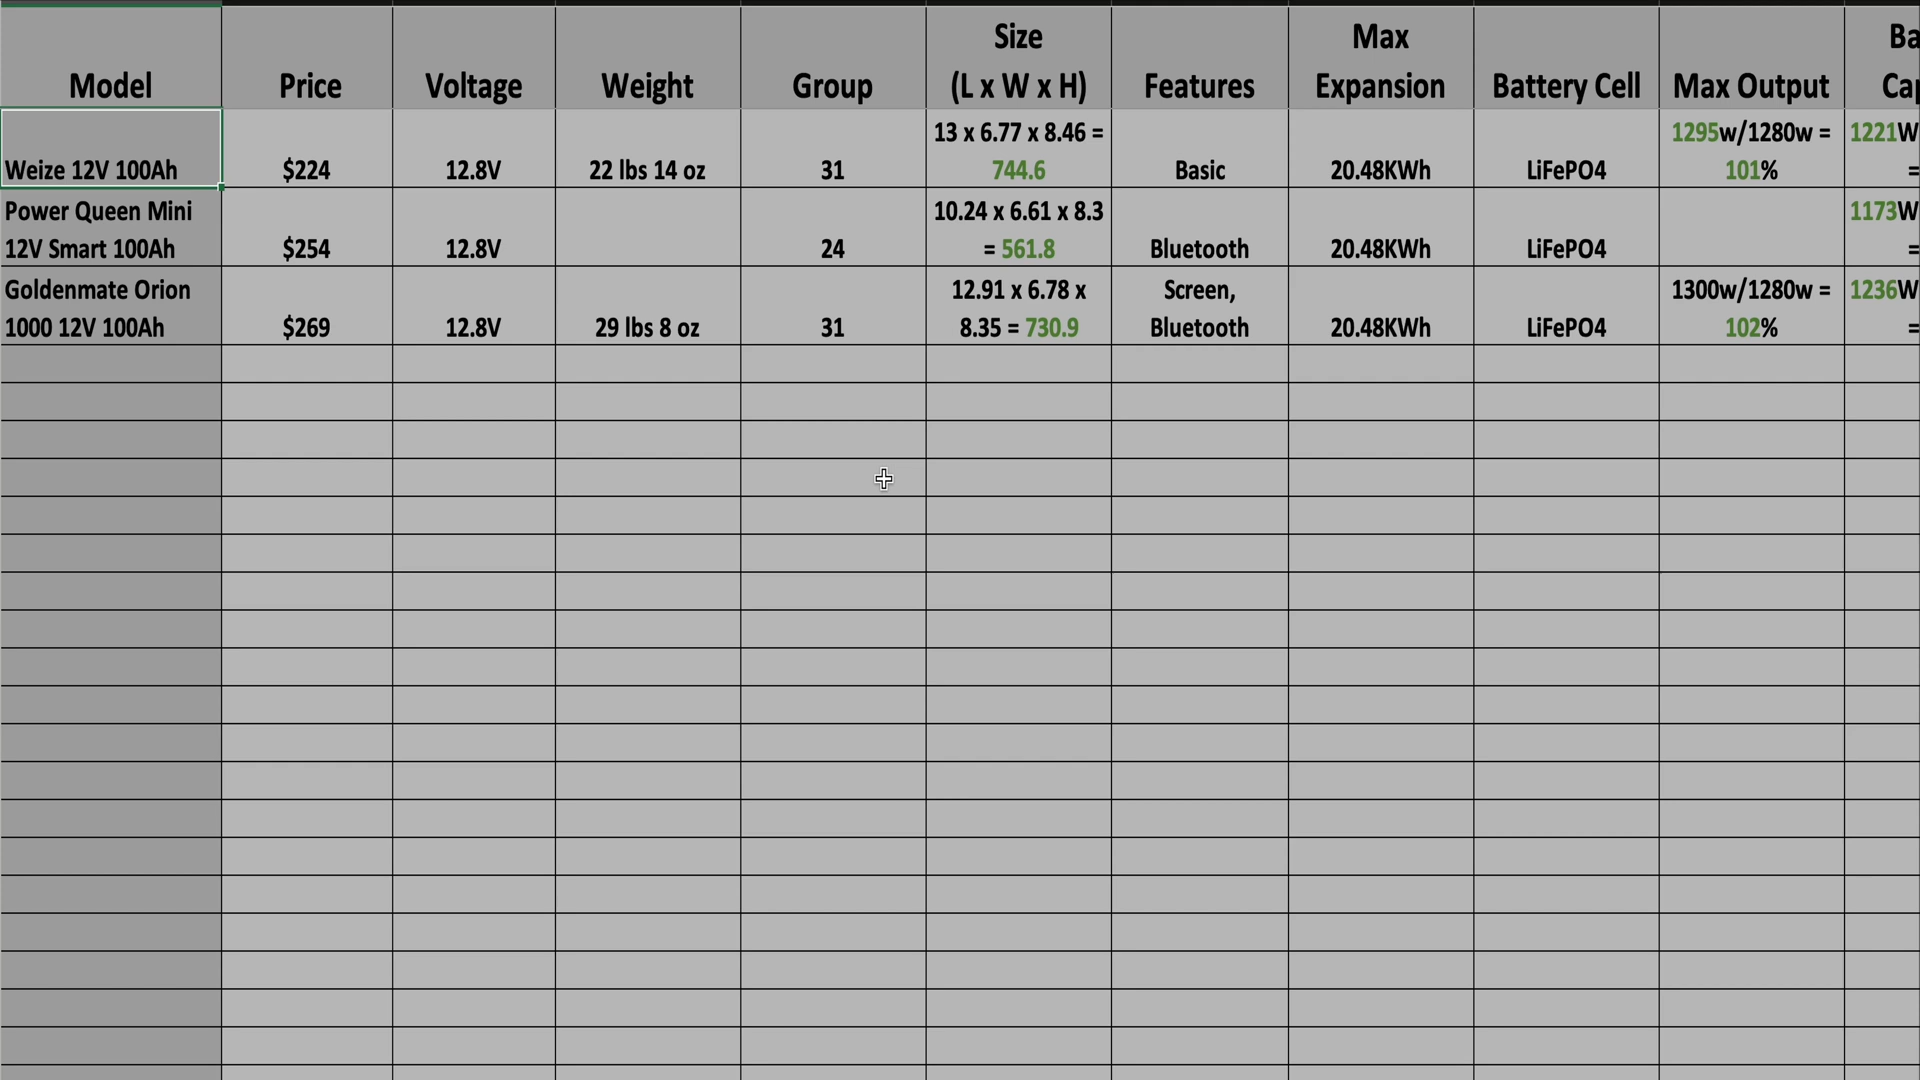 Model Price Voltage Weight Group Size (L x W x H) Features Max Expansion Battery Cell Max Output
Weize 12V 100Ah $224 12.8V 22 lbs 14 oz 31 13 x 6.77 x 8.46 = 744.6 Basic 20.48KWh LiFePO4 1295w/1280w = 101% 1221W =
Power Queen Mini 12V Smart 100Ah $254 12.8V 24 10.24 x 6.61 x 8.3 = 561.8 Bluetooth 20.48KWh LiFePO4 1173W =
Goldenmate Orion 1000 12V 100Ah $269 12.8V 29 lbs 8 oz 31 12.91 x 6.78 x 8.35 = 730.9 Screen, Bluetooth 20.48KWh LiFePO4 1300w/1280w = 102% 1236W =